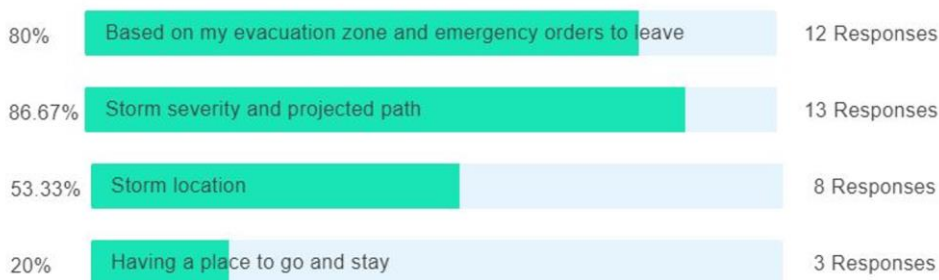 80% Based on my evacuation zone and emergency orders to leave 12 Responses
86.67% Storm severity and projected path 13 Responses
53.33% Storm location 8 Responses
20% Having a place to go and stay 3 Responses